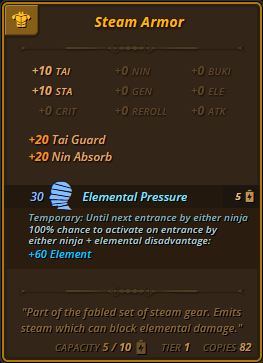 Steam Armor
+10 TAI +0 NIN +0 BUKI
+10 STA +0 GEN +0 ELE
+0 CRIT +0 REROLL +0 ATK
+20 Tai Guard
+20 Nin Absorb
30 Elemental Pressure 5
Temporary: Until next entrance by either ninja
100% chance to activate on entrance by
either ninja + elemental disadvantage:
+60 Element
"Part of the fabled set of steam gear. Emits
steam which can block elemental damage."
CAPACITY 5 / 10 TIER 1 COPIES 82